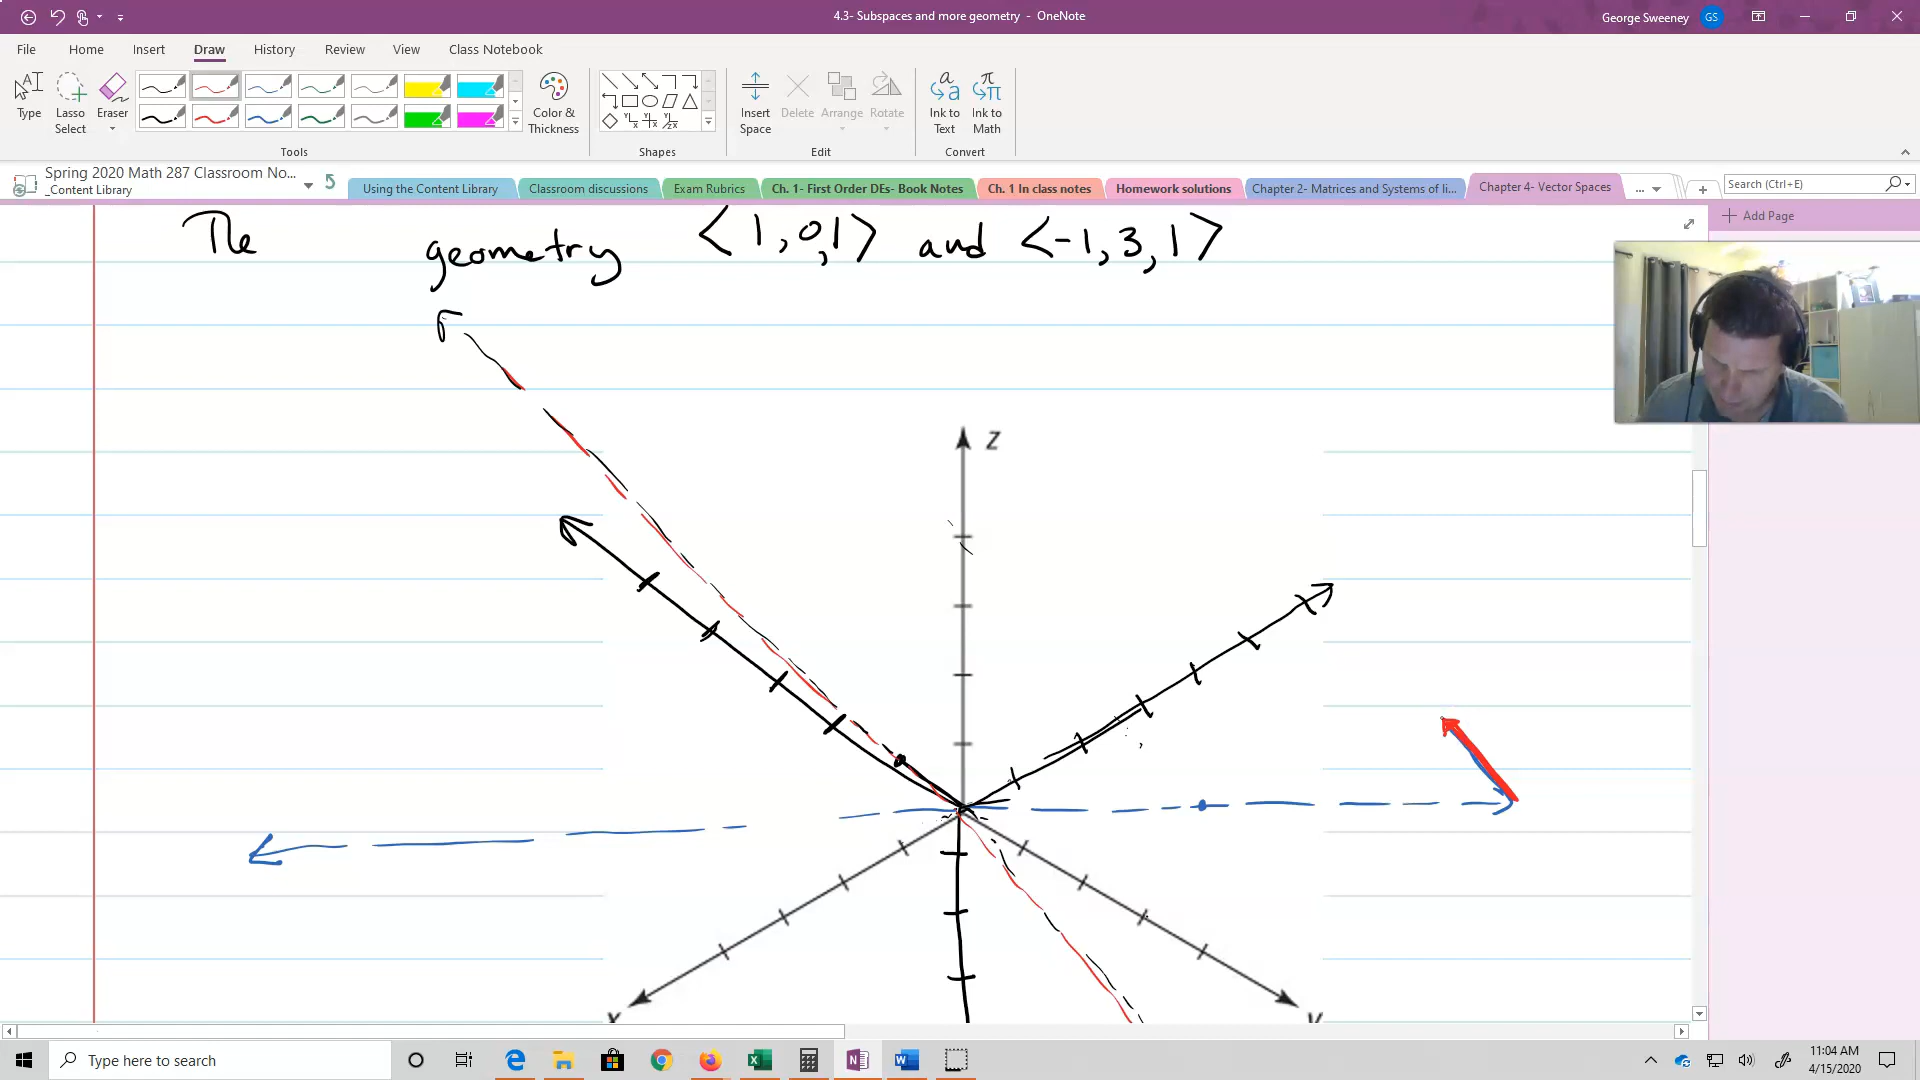 4.3- Subspaces and more geometry - OneNote
George Sweeney GS
File Home Insert Draw History Review View Class Notebook
Type Lasso Select Eraser Color & Thickness Insert Space Delete Arrange Rotate Ink to Text Ink to Math
Tools Shapes Edit Convert
Spring 2020 Math 287 Classroom No...
_Content Library
Using the Content Library Classroom discussions Exam Rubrics Ch. 1- First Order DEs- Book Notes Ch. 1 In class notes Homework solutions Chapter 2- Matrices and Systems of li... Chapter 4- Vector Spaces ... Search (Ctrl+E)
Add Page
The geometry <1,0,1> and <-1,3,1>
z
Type here to search
11:04 AM
4/15/2020